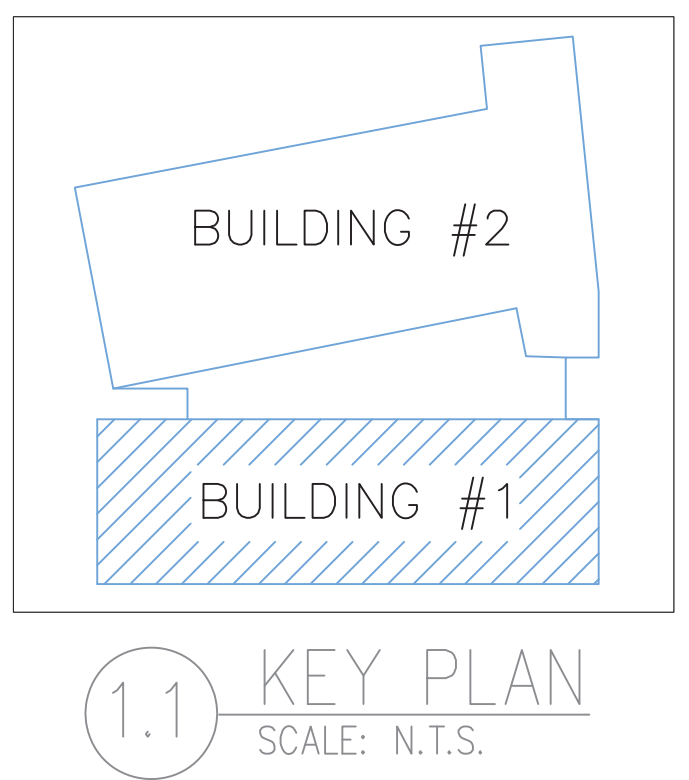 BUILDING #2
BUILDING #1
1.1
KEY PLAN
SCALE: N.T.S.